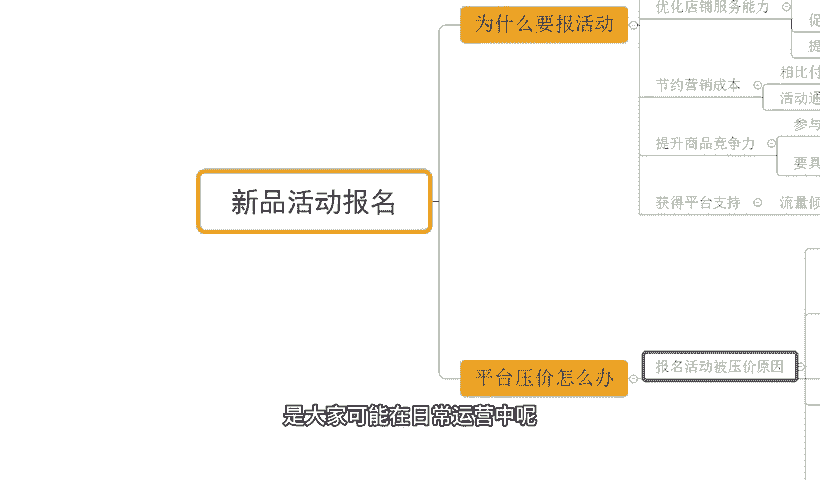 优化店铺服务能力
为什么要报活动
节约营销成本
相比付
活动通
参与
提升商品竞争力
要具
新品活动报名
获得平台支持
流量倾
报名活动被压价原因
平台压价怎么办
是大家可能在日常运营中呢